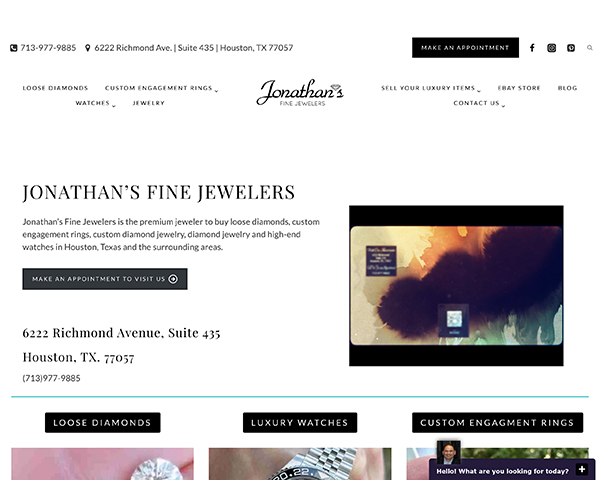 713-977-9885 6222 Richmond Ave. | Suite 435 | Houston, TX 77057
MAKE AN APPOINTMENT
LOOSE DIAMONDS CUSTOM ENGAGEMENT RINGS
WATCHES JEWELRY
Jonathan's
FINE JEWELERS
SELL YOUR LUXURY ITEMS EBAY STORE BLOG
CONTACT US
JONATHAN'S FINE JEWELERS
Jonathan's Fine Jewelers is the premium jeweler to buy loose diamonds, custom
engagement rings, custom diamond jewelry, diamond jewelry and high-end
watches in Houston, Texas and the surrounding areas.
MAKE AN APPOINTMENT TO VISIT US
6222 Richmond Avenue, Suite 435
Houston, TX. 77057
(713)977-9885
LOOSE DIAMONDS
LUXURY WATCHES
CUSTOM ENGAGMENT RINGS
Hello! What are you looking for today?